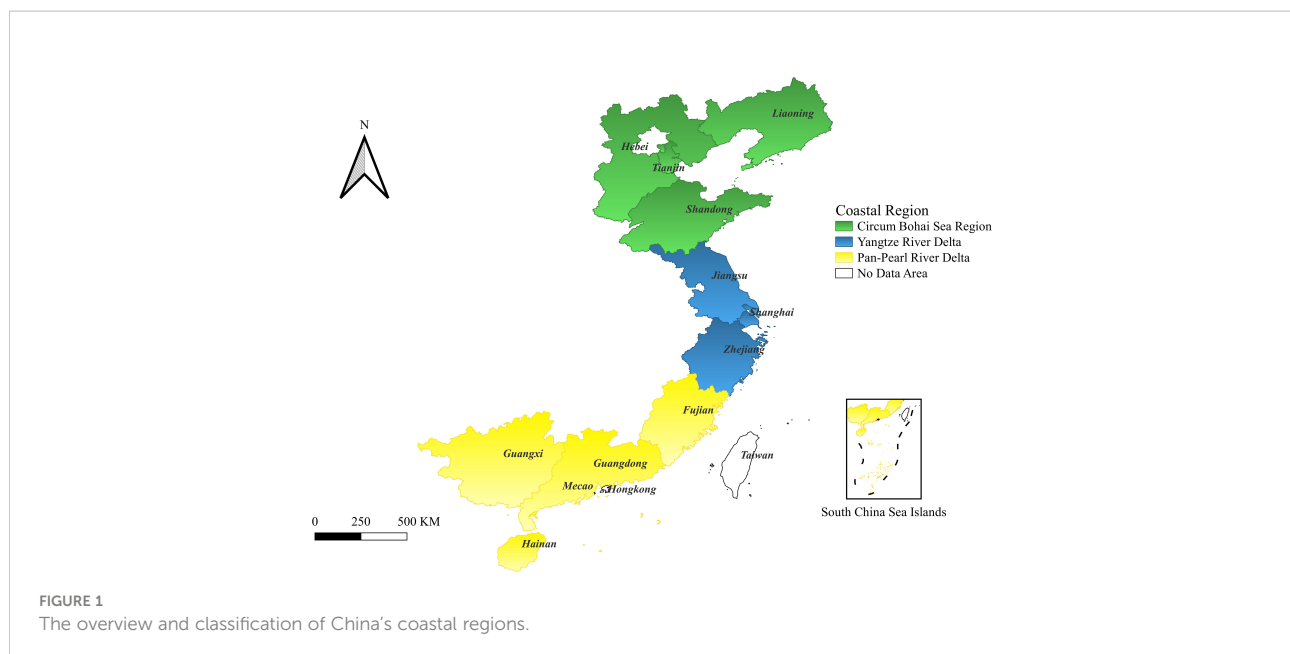 N
Liaoning
Hebei
Tianjin
Shandong
Coastal Region
Circum Bohai Sea Region
Yangtze River Delta
Pan-Pearl River Delta
No Data Area
Jiangsu
Shanghai
Zhejiang
Fujian
Guangxi
Guangdong
Taiwan
Mecao
Hongkong
South China Sea Islands
0 250 500 KM
Hainan
FIGURE 1
The overview and classification of China's coastal regions.